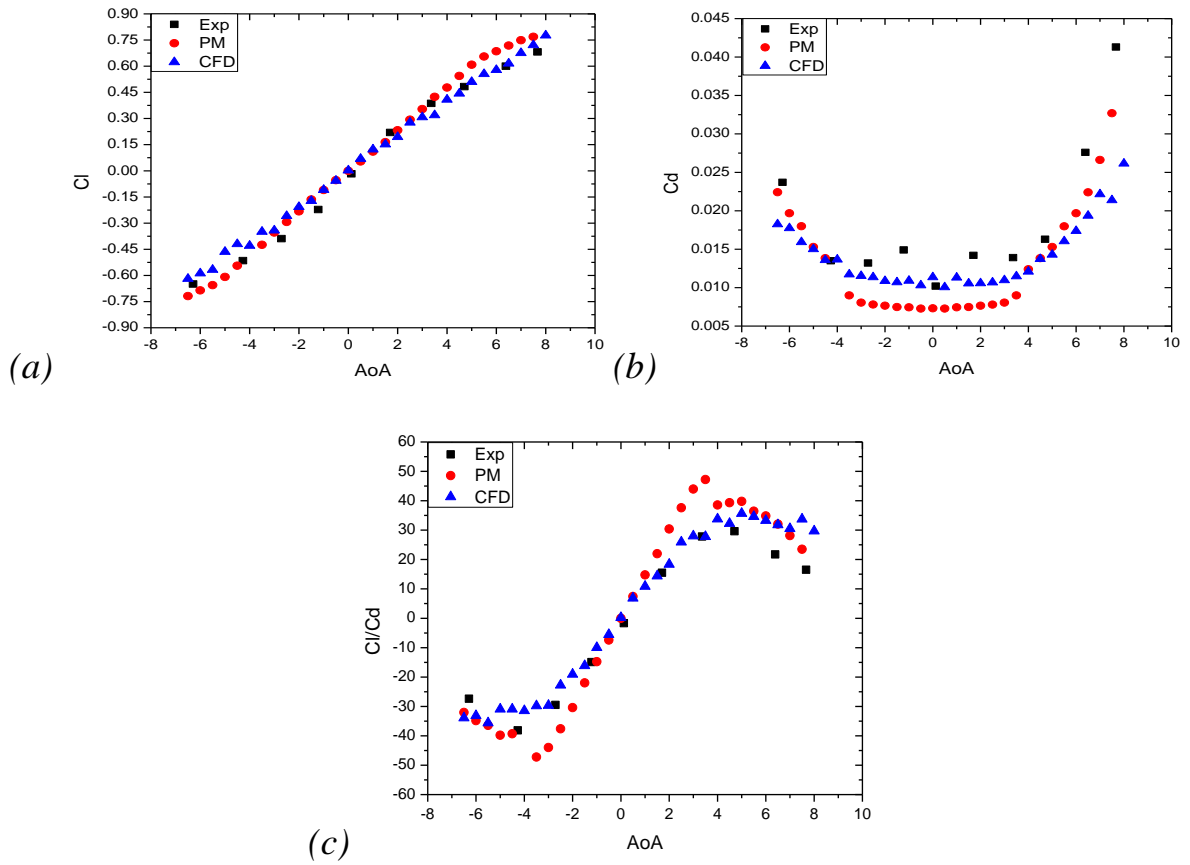 0.90
0.75
0.60
0.45
0.30
0.15
0.00
-0.15
-0.30
-0.45
-0.60
-0.75
-0.90
Cl
Exp
PM
CFD
-8 -6 -4 -2 0 2 4 6 8 10
AoA
(a)
0.045
0.040
0.035
0.030
0.025
0.020
0.015
0.010
0.005
Cd
Exp
PM
CFD
-8 -6 -4 -2 0 2 4 6 8 10
AoA
(b)
60
50
40
30
20
10
0
-10
-20
-30
-40
-50
-60
Cl/Cd
Exp
PM
CFD
-8 -6 -4 -2 0 2 4 6 8 10
AoA
(c)